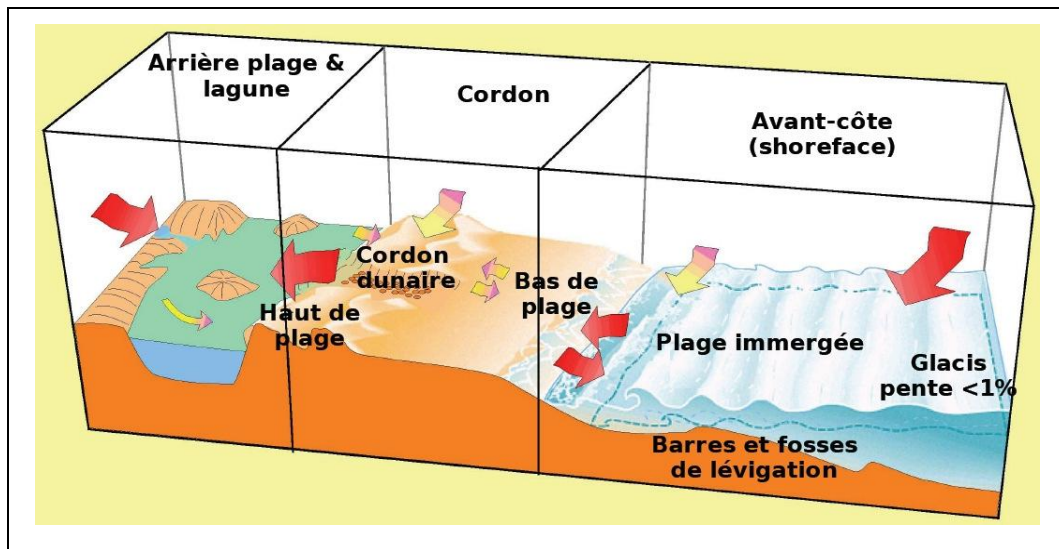 Arrière plage &
lagune
Cordon
Avant-côte
(shoreface)
Cordon
dunaire
Haut de
plage
Bas de
plage
Plage immergée
Glacis
pente <1%
Barres et fosses
de lévigation